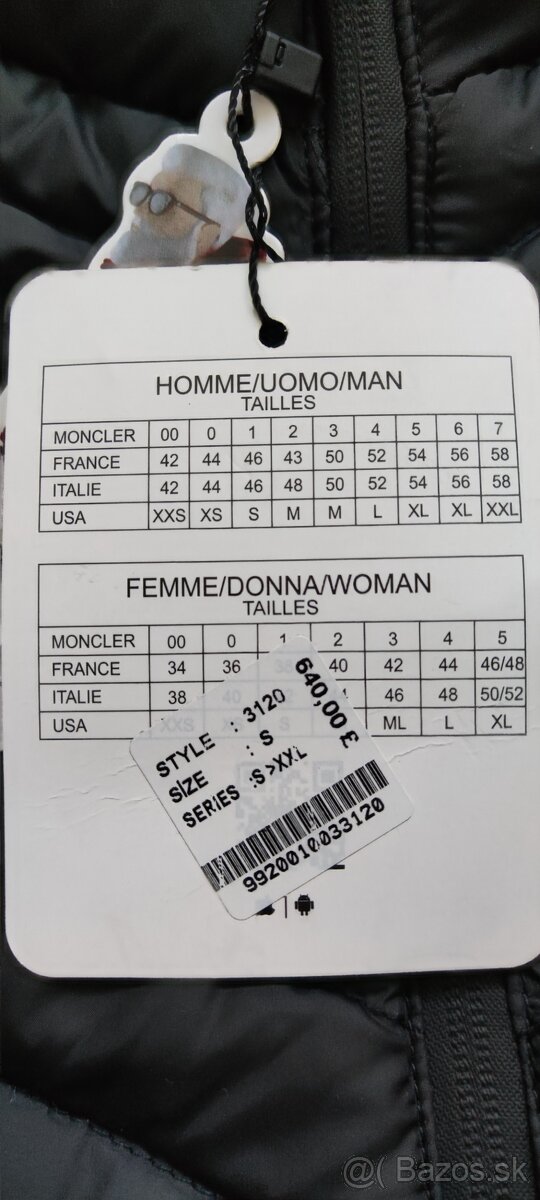 HOMME/UOMO/MAN
TAILLES
MONCLER 00 0 1 2 3 4 5 6 7
FRANCE 42 44 46 43 50 52 54 56 58
ITALIE 42 44 46 48 50 52 54 56 58
USA XXS XS S M M L XL XL XXL
FEMME/DONNA/WOMAN
TAILLES
MONCLER 00 0 1 2 3 4 5
FRANCE 34 36 38 40 42 44 46/48
ITALIE 38 40 46 48 50/52
USA XXS S ML L XL
640,00 £
STYLE : 3120
SIZE : S
SERIES :S>XXL
9920010033120
@( Bazos.sk